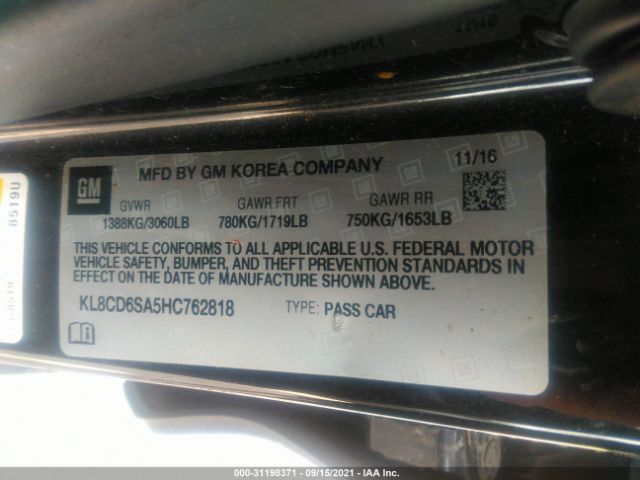 MFD BY GM KOREA COMPANY
11/16
GM
GVWR
GAWR FRT
GAWR RR
1388KG/3060LB
780KG/1719LB
750KG/1653LB
THIS VEHICLE CONFORMS TO ALL APPLICABLE U.S. FEDERAL MOTOR
VEHICLE SAFETY, BUMPER, AND THEFT PREVENTION STANDARDS IN
EFFECT ON THE DATE OF MANUFACTURE SHOWN ABOVE.
KL8CD6SA5HC762818
TYPE: PASS CAR
8519U
000-31198371 - 09/15/2021 - IAA Inc.